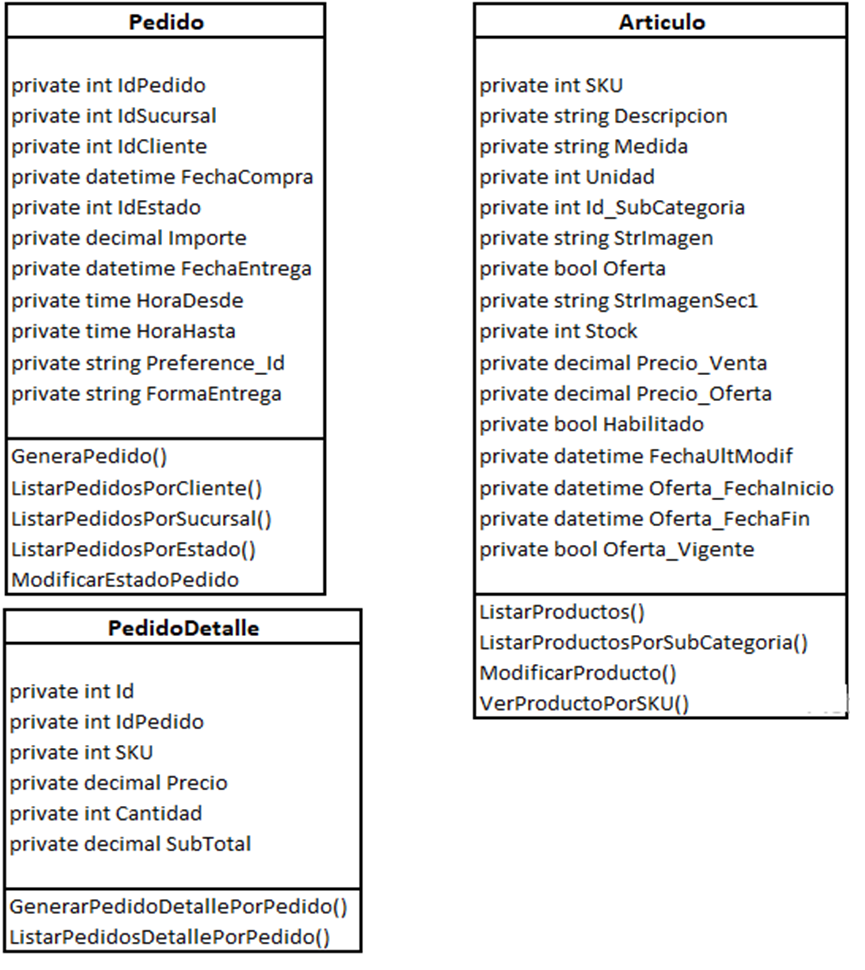 Pedido
private int IdPedido
private int IdSucursal
private int IdCliente
private datetime FechaCompra
private int IdEstado
private decimal Importe
private datetime FechaEntrega
private time HoraDesde
private time HoraHasta
private string Preference_Id
private string FormaEntrega
GeneraPedido()
ListarPedidosPorCliente()
ListarPedidosPorSucursal()
ListarPedidosPorEstado()
ModificarEstadoPedido
PedidoDetalle
private int Id
private int IdPedido
private int SKU
private decimal Precio
private int Cantidad
private decimal SubTotal
GenerarPedidoDetallePorPedido()
ListarPedidosDetallePorPedido()
Articulo
private int SKU
private string Descripcion
private string Medida
private int Unidad
private int Id_SubCategoria
private string StrImagen
private bool Oferta
private string StrImagenSec1
private int Stock
private decimal Precio_Venta
private decimal Precio_Oferta
private bool Habilitado
private datetime FechaUltModif
private datetime Oferta_FechaInicio
private datetime Oferta_FechaFin
private bool Oferta_Vigente
ListarProductos()
ListarProductosPorSubCategoria()
ModificarProducto()
VerProductoPorSKU()